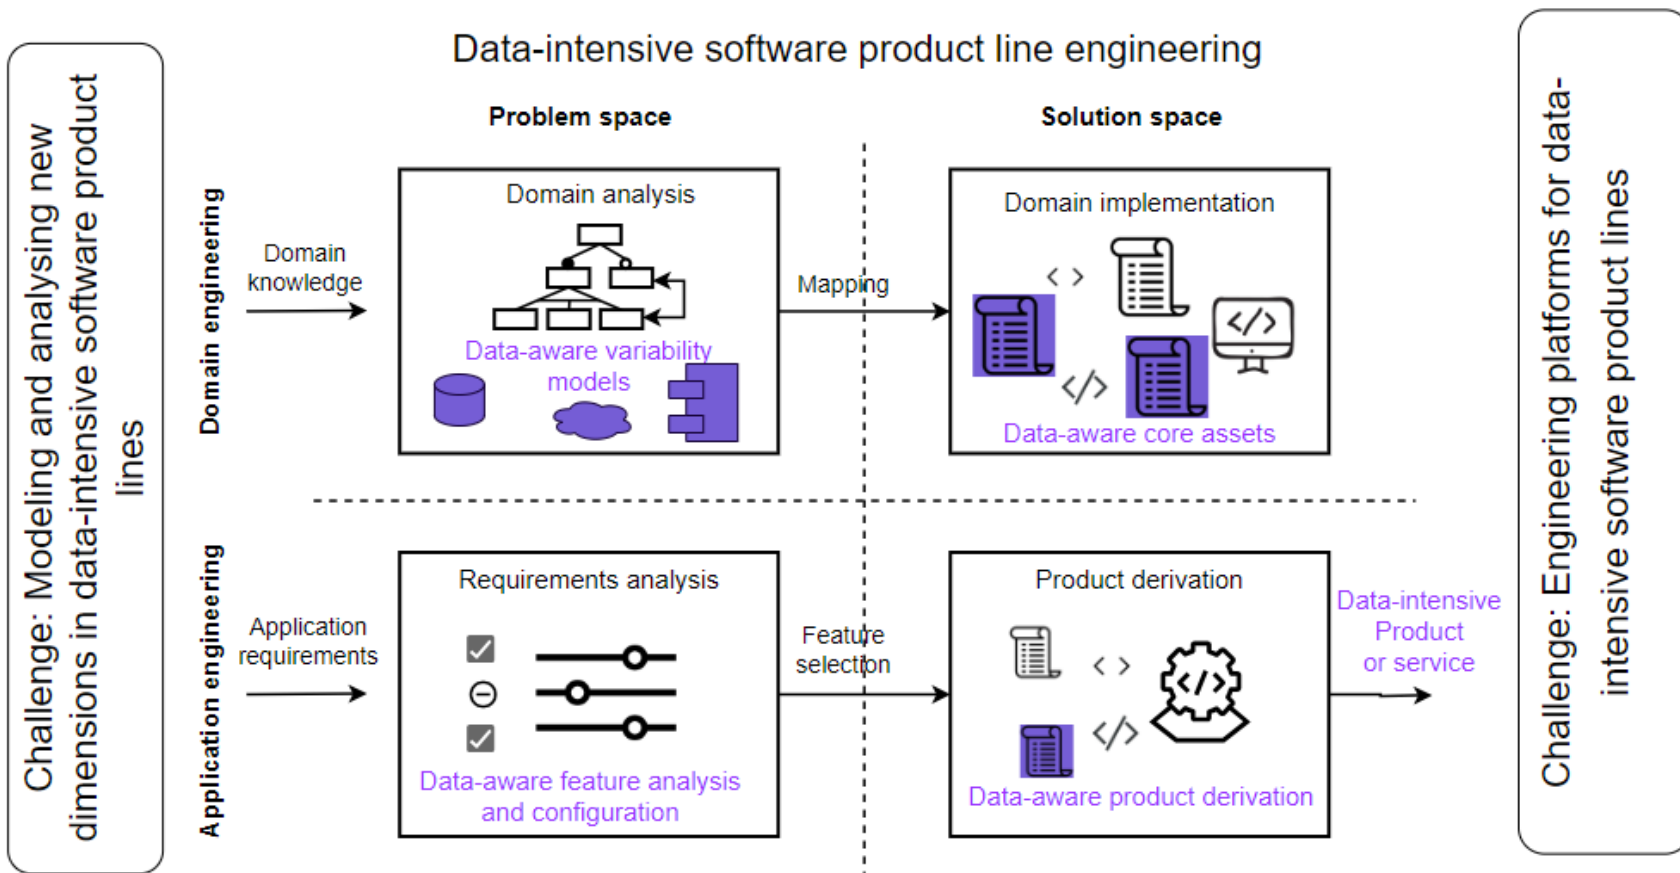 Data-intensive software product line engineering
Problem space
Solution space
Challenge: Modeling and analysing new
dimensions in data-intensive software product
lines
Domain engineering
Domain
knowledge
Domain analysis
Data-aware variability
models
Mapping
Domain implementation
< >
</>
</>
Data-aware core assets
Application engineering
Application
requirements
Requirements analysis
Data-aware feature analysis
and configuration
Feature
selection
Product derivation
< >
</>
</>
Data-aware product derivation
Data-intensive
Product
or service
Challenge: Engineering platforms for data-
intensive software product lines